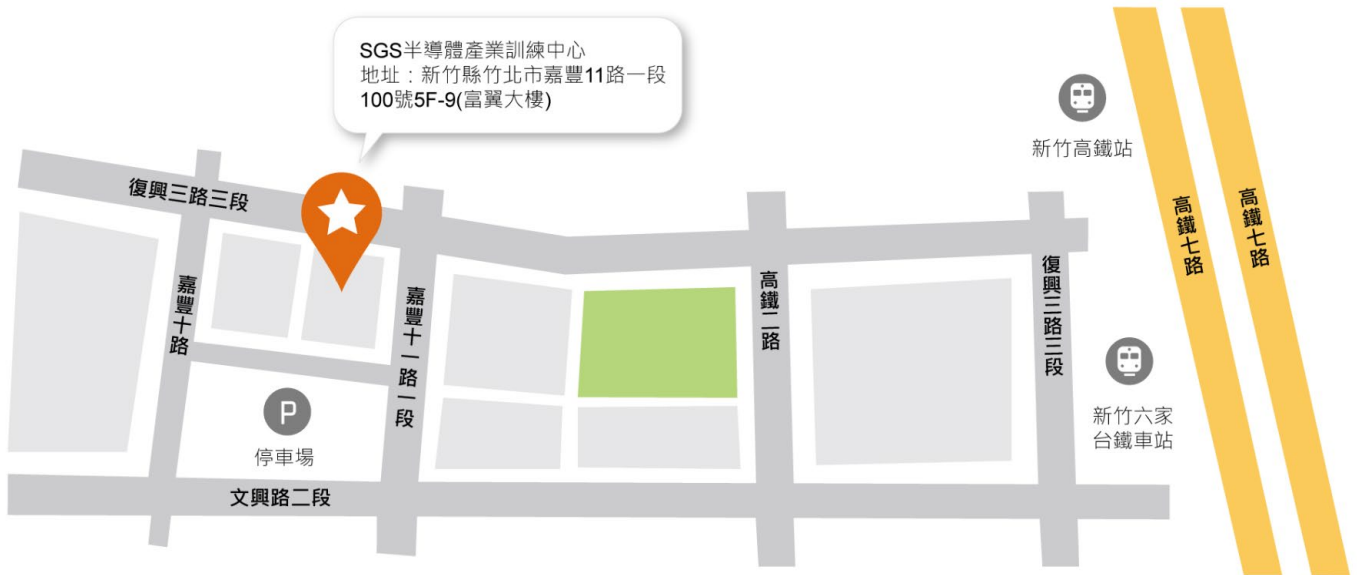 SGS半導體產業訓練中心
地址：新竹縣竹北市嘉豐11路一段
100號5F-9(富翼大樓)
新竹高鐵站
復興三路三段
高鐵七路
高鐵七路
嘉豐十路
嘉豐十一路一段
高鐵二路
復興三路三段
P
停車場
新竹六家
台鐵車站
文興路二段